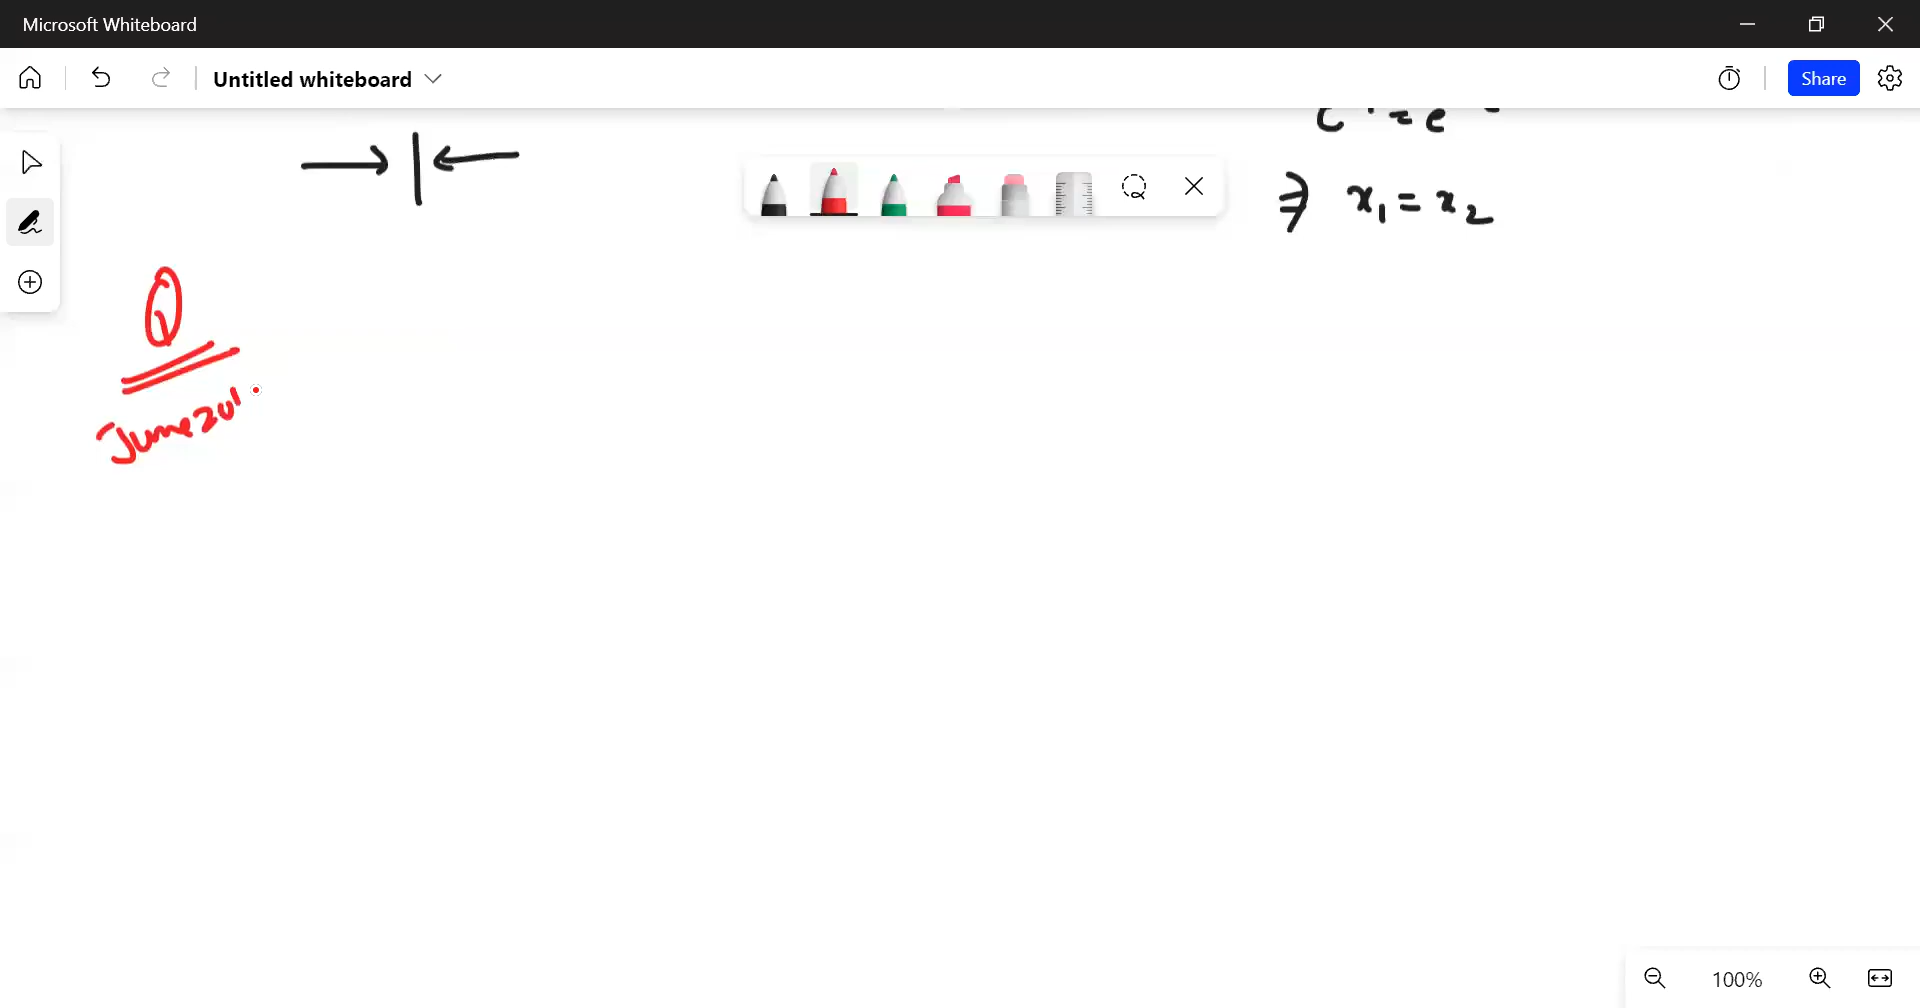 Microsoft Whiteboard
Untitled whiteboard
Share
⇒ x₁ = x₂
Q
June 201
100%